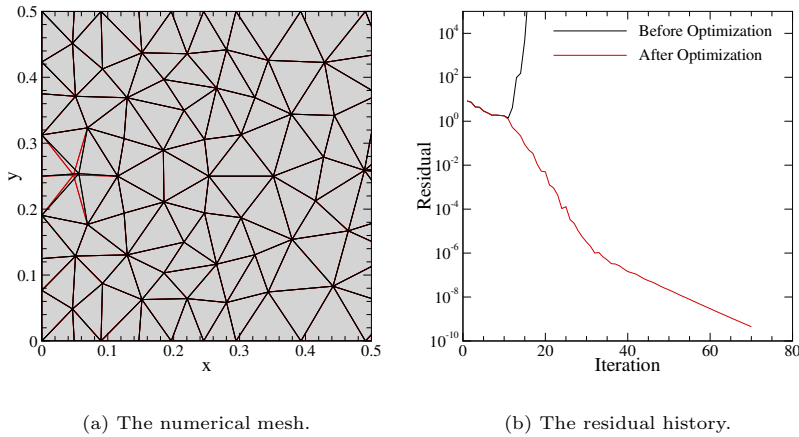 0.5
0.4
0.3
0.2
0.1
0
y
0 0.1 0.2 0.3 0.4 0.5
x
10^4
10^2
10^0
10^-2
10^-4
10^-6
10^-8
10^-10
Residual
Before Optimization
After Optimization
0 20 40 60 80
Iteration
(a) The numerical mesh.
(b) The residual history.